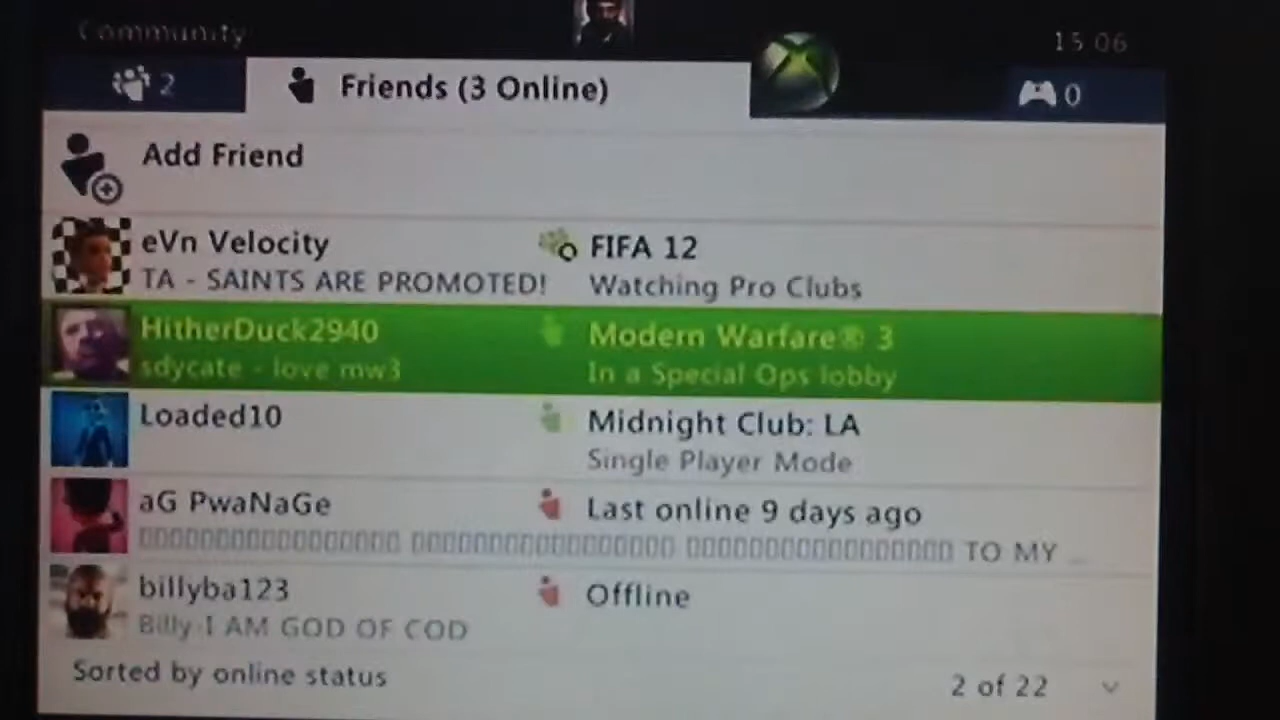 Community
15 06
2
Friends (3 Online)
0
Add Friend
eVn Velocity
FIFA 12
TA - SAINTS ARE PROMOTED!
Watching Pro Clubs
HitherDuck2940
Modern Warfare® 3
sdycate - love mw3
In a Special Ops lobby
Loaded10
Midnight Club: LA
Single Player Mode
aG PwaNaGe
Last online 9 days ago
TO MY ...
billyba123
Offline
Billy I AM GOD OF COD
Sorted by online status
2 of 22